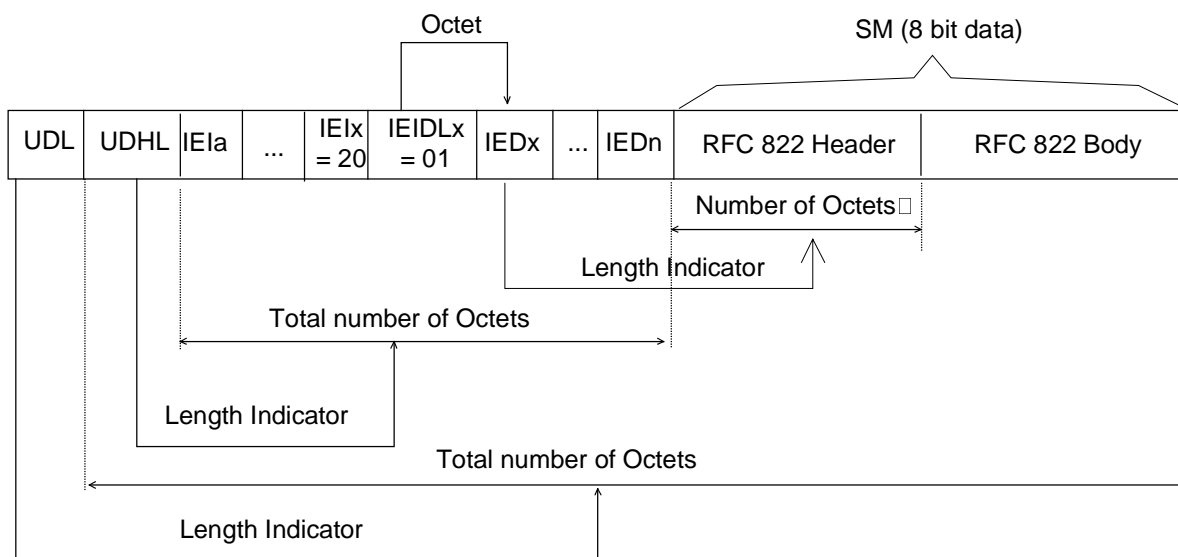 Octet
SM (8 bit data)
UDL UDHL IEIa ... IEIx = 20 IEIDLx = 01 IEDx ... IEDn RFC 822 Header RFC 822 Body
Number of Octets□
Length Indicator
Total number of Octets
Length Indicator
Total number of Octets
Length Indicator